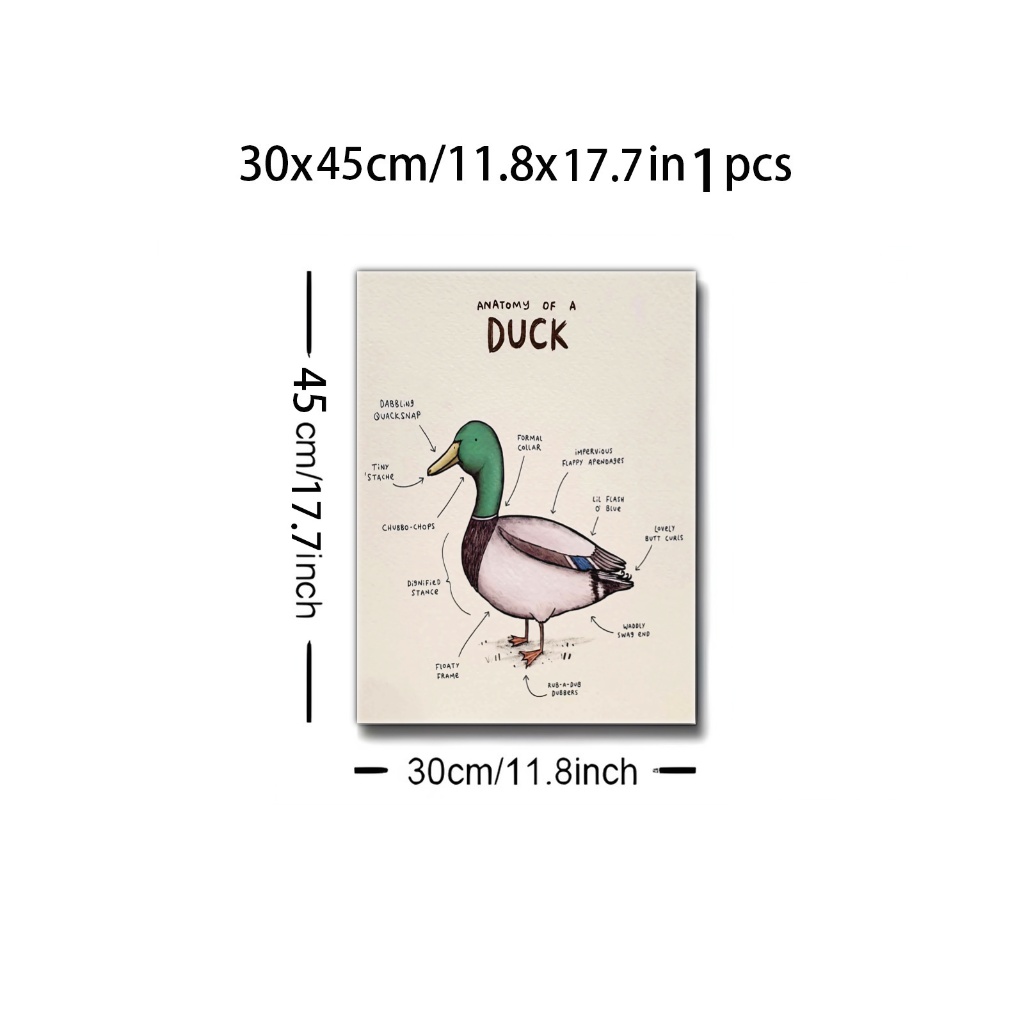 30x45cm/11.8x17.7in 1 pcs
ANATOMY OF A
DUCK
DABBLING
QUACKSNAP
TINY
'STACHE
CHUBBO-CHOPS
FORMAL
COLLAR
IMPERVIOUS
FLAPPY APENDAGES
LIL FLASH
O' BLUE
LOVELY
BUTT CURLS
DIGNIFIED
STANCE
WADDLY
SWAG END
FLOATY
FRAME
RUB-A-DUB
DUBBERS
45 cm/17.7inch
30cm/11.8inch